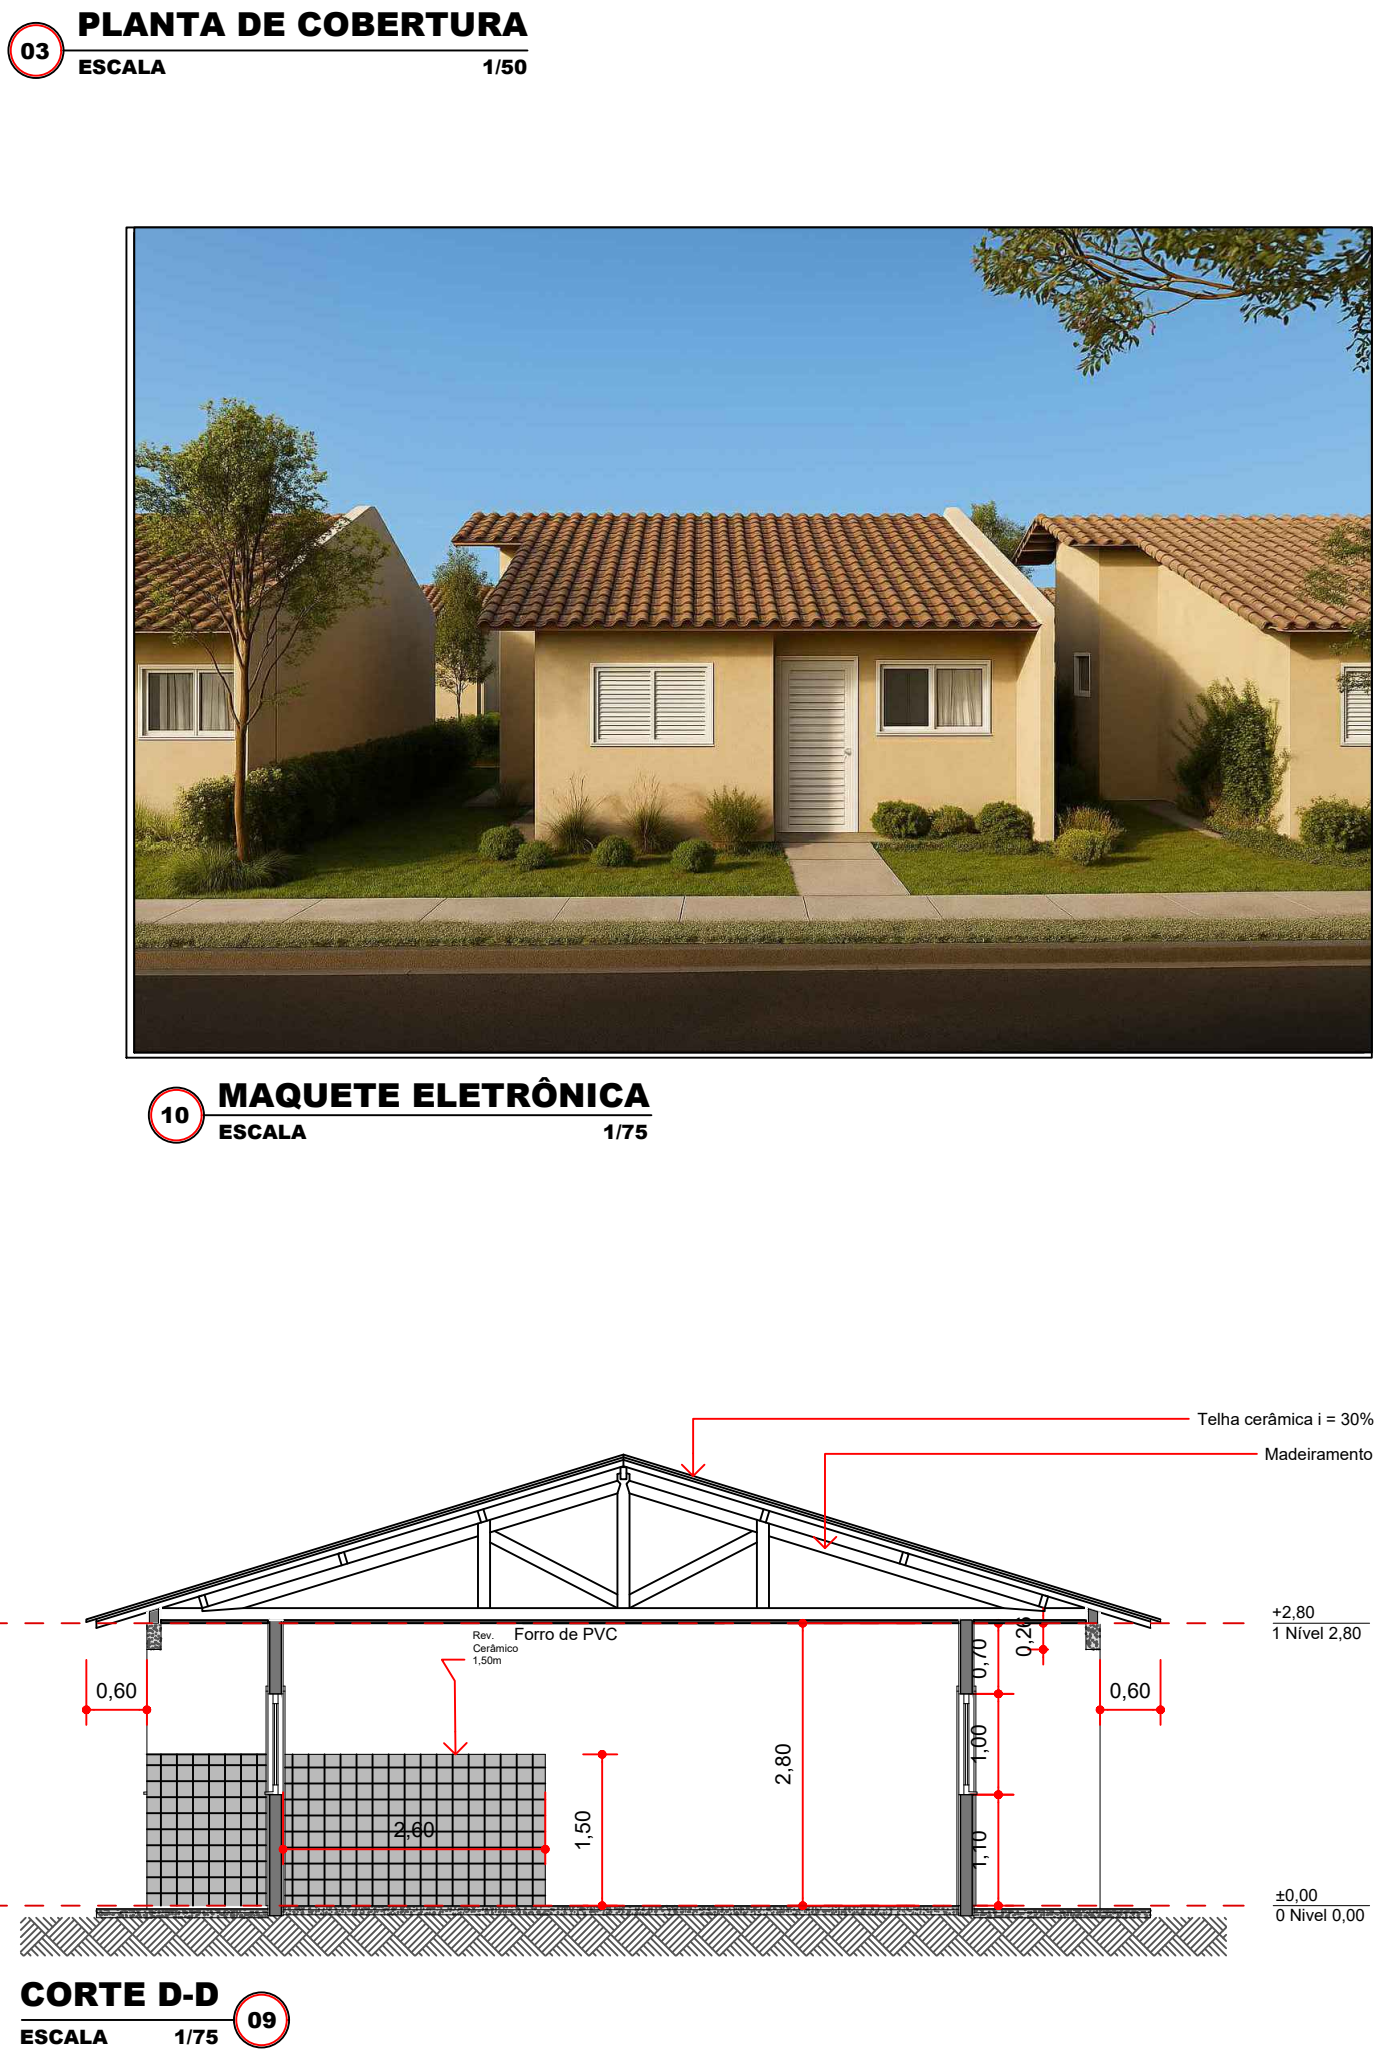 03
PLANTA DE COBERTURA
ESCALA 1/50
10
MAQUETE ELETRÔNICA
ESCALA 1/75
Telha cerâmica i = 30%
Madeiramento
+2,80
1 Nível 2,80
Rev.
Cerâmico
1,50m
Forro de PVC
0,26
0,70
0,60
0,60
1,00
2,80
1,50
2,60
1,10
±0,00
0 Nível 0,00
CORTE D-D
ESCALA 1/75
09